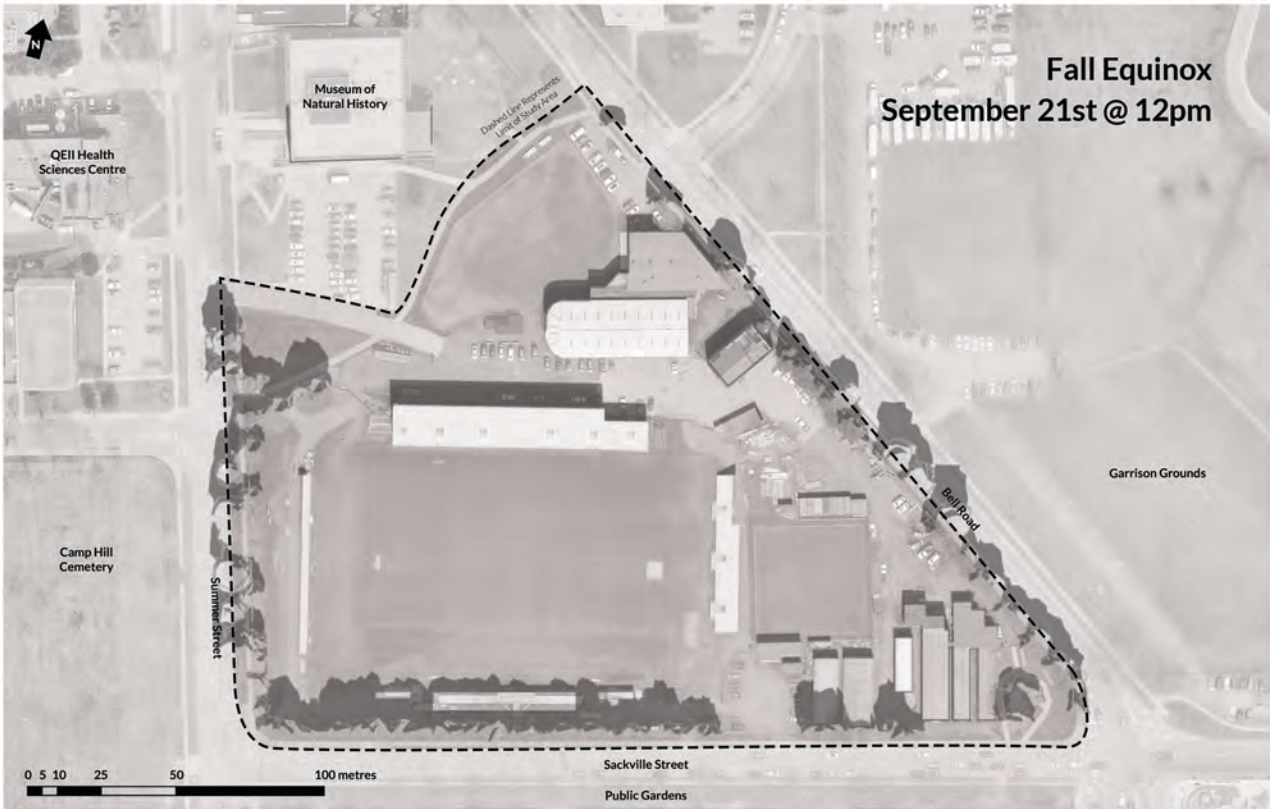 N
Fall Equinox
September 21st @ 12pm
Museum of
Natural History
Dashed Line Represents
Limit of Study Area
QEII Health
Sciences Centre
Garrison Grounds
Bell Road
Camp Hill
Cemetery
Summer Street
Sackville Street
0 5 10 25 50 100 metres
Public Gardens